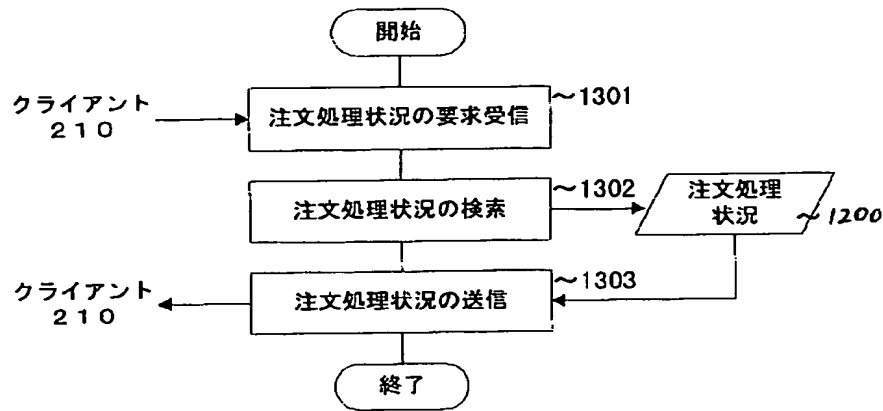 開始
クライアント
210
注文処理状況の要求受信
～1301
注文処理状況の検索
～1302
注文処理
状況
～1200
クライアント
210
注文処理状況の送信
～1303
終了